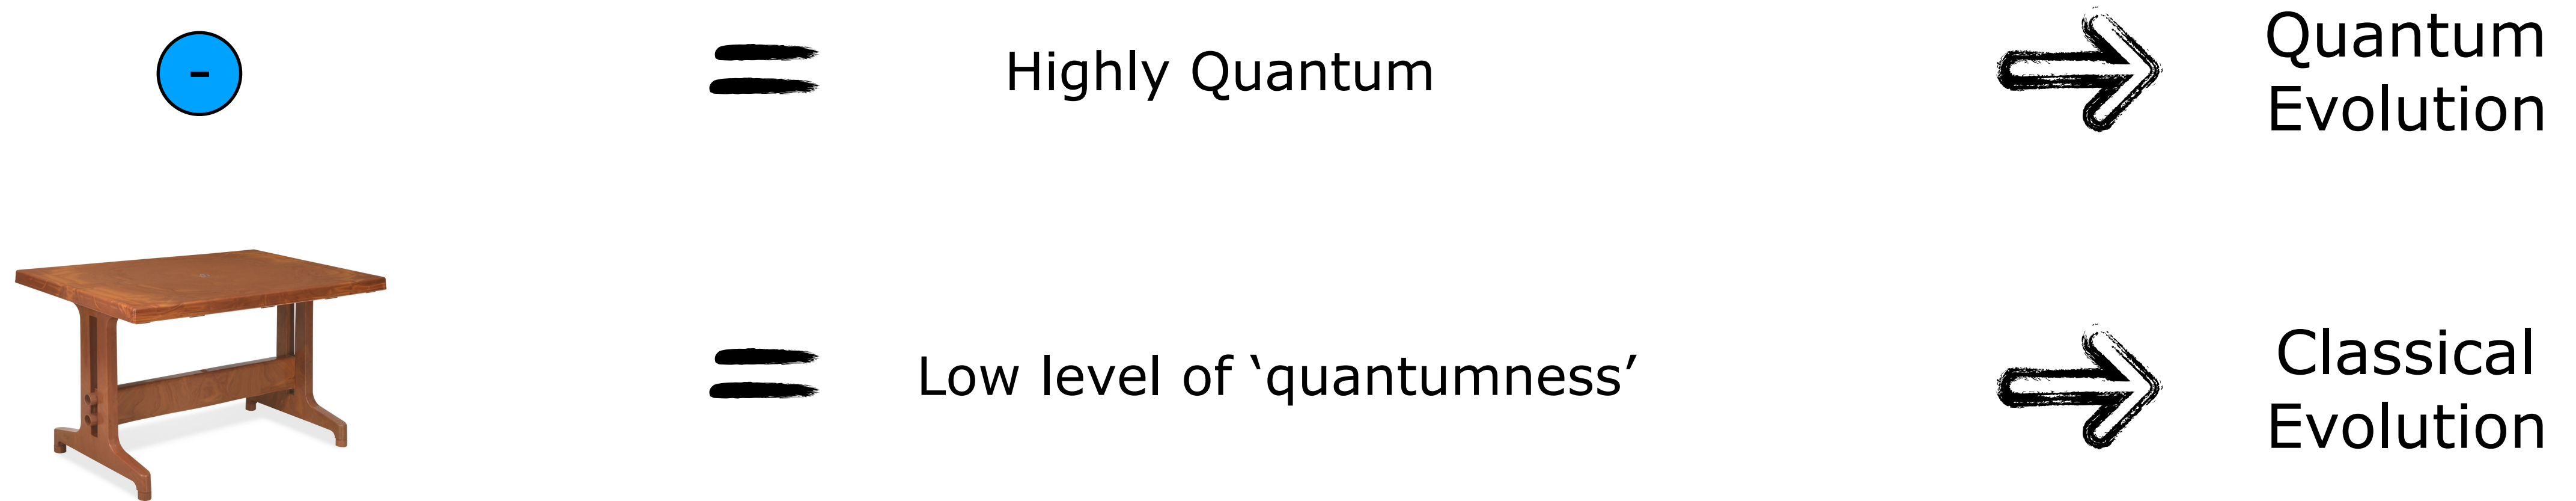 -
Highly Quantum
Quantum
Evolution
Low level of ‘quantumness’
Classical
Evolution